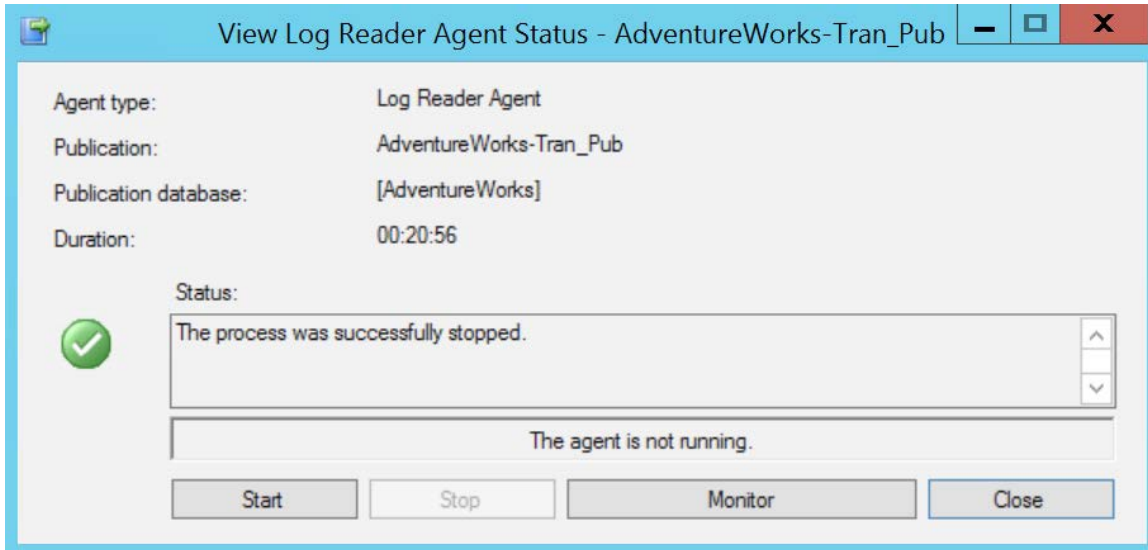 View Log Reader Agent Status - AdventureWorks-Tran_Pub
Agent type: Log Reader Agent
Publication: AdventureWorks-Tran_Pub
Publication database: [AdventureWorks]
Duration: 00:20:56
Status:
The process was successfully stopped.
The agent is not running.
Start Stop Monitor Close